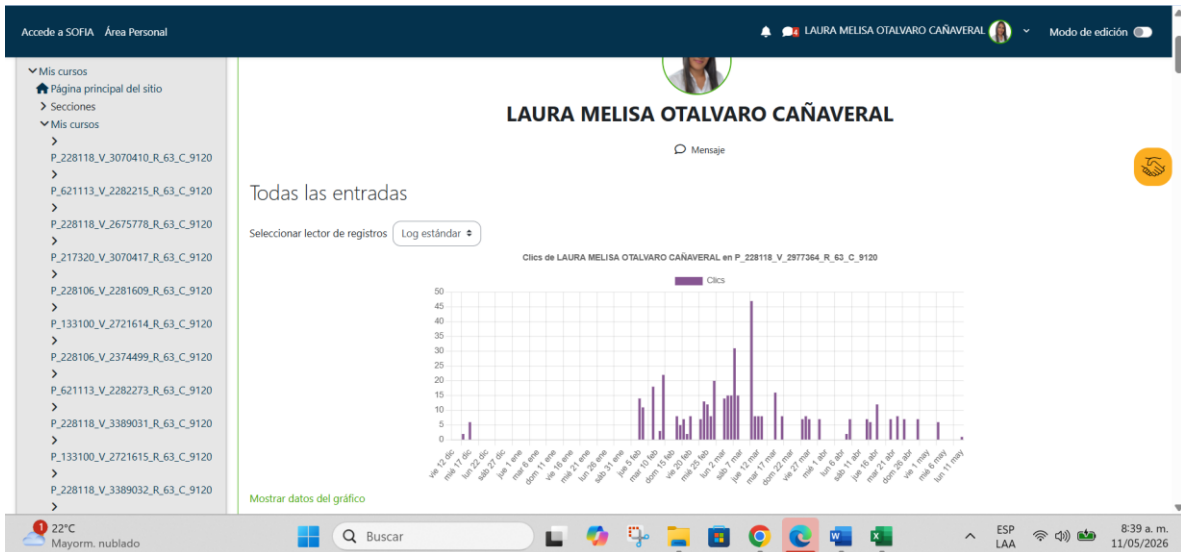 Accede a SOFIA Área Personal
4 LAURA MELISA OTALVARO CAÑAVERAL Modo de edición
Mis cursos
Página principal del sitio
Secciones
Mis cursos
P_228118_V_3070410_R_63_C_9120
P_621113_V_2282215_R_63_C_9120
P_228118_V_2675778_R_63_C_9120
P_217320_V_3070417_R_63_C_9120
P_228106_V_2281609_R_63_C_9120
P_133100_V_2721614_R_63_C_9120
P_228106_V_2374499_R_63_C_9120
P_621113_V_2282273_R_63_C_9120
P_228118_V_3389031_R_63_C_9120
P_133100_V_2721615_R_63_C_9120
P_228118_V_3389032_R_63_C_9120
LAURA MELISA OTALVARO CAÑAVERAL
Mensaje
Todas las entradas
Seleccionar lector de registros Log estándar
Clics de LAURA MELISA OTALVARO CAÑAVERAL en P_228118_V_2977364_R_63_C_9120
Clics
50
45
40
35
30
25
20
15
10
5
0
vie 12 dic mié 17 dic lun 22 dic sáb 27 dic jue 1 ene mar 6 ene dom 11 ene vie 16 ene mié 21 ene lun 26 ene sáb 31 ene jue 5 feb mar 10 feb dom 15 feb vie 20 feb mié 25 feb lun 2 mar sáb 7 mar jue 12 mar mar 17 mar dom 22 mar vie 27 mar mié 1 abr lun 6 abr sáb 11 abr jue 16 abr mar 21 abr dom 26 abr vie 1 may mié 6 may lun 11 may
Mostrar datos del gráfico
1 22°C
Mayorm. nublado
Buscar
ESP
LAA
8:39 a. m.
11/05/2026